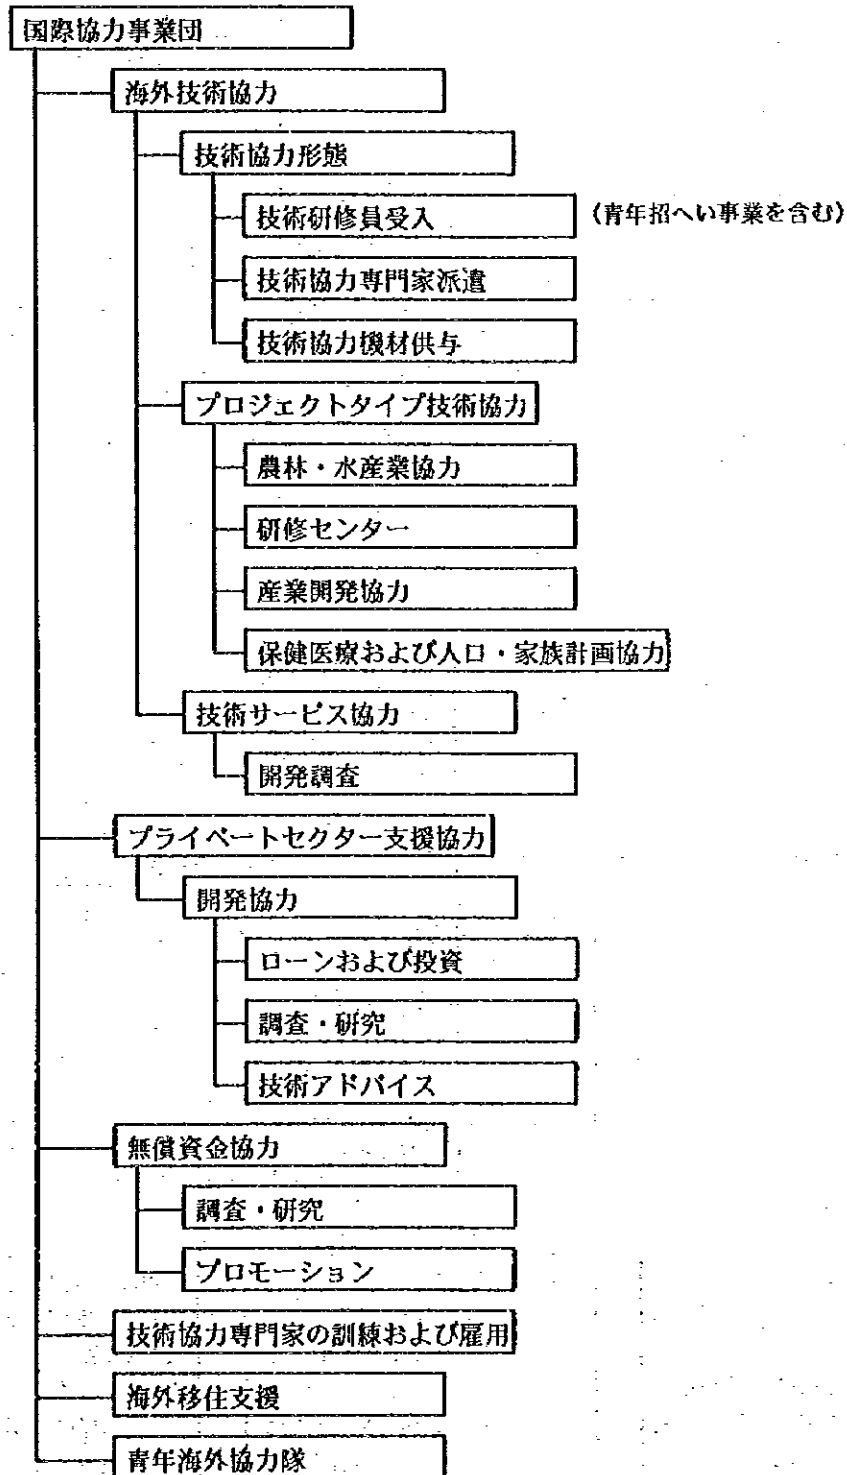 国際協力事業団
海外技術協力
技術協力形態
技術研修員受入 (青年招へい事業を含む)
技術協力専門家派遣
技術協力機材供与
プロジェクトタイプ技術協力
農林・水産業協力
研修センター
産業開発協力
保健医療および人口・家族計画協力
技術サービス協力
開発調査
プライベートセクター支援協力
開発協力
ローンおよび投資
調査・研究
技術アドバイス
無償資金協力
調査・研究
プロモーション
技術協力専門家の訓練および雇用
海外移住支援
青年海外協力隊